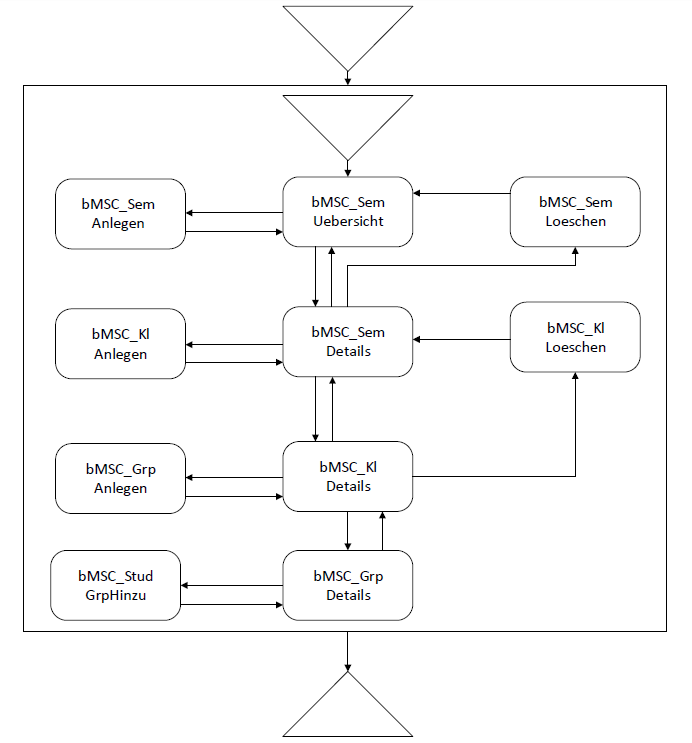 bMSC_Sem
Anlegen
bMSC_Sem
Uebersicht
bMSC_Sem
Loeschen
bMSC_Kl
Anlegen
bMSC_Sem
Details
bMSC_Kl
Loeschen
bMSC_Grp
Anlegen
bMSC_Kl
Details
bMSC_Stud
GrpHinzu
bMSC_Grp
Details